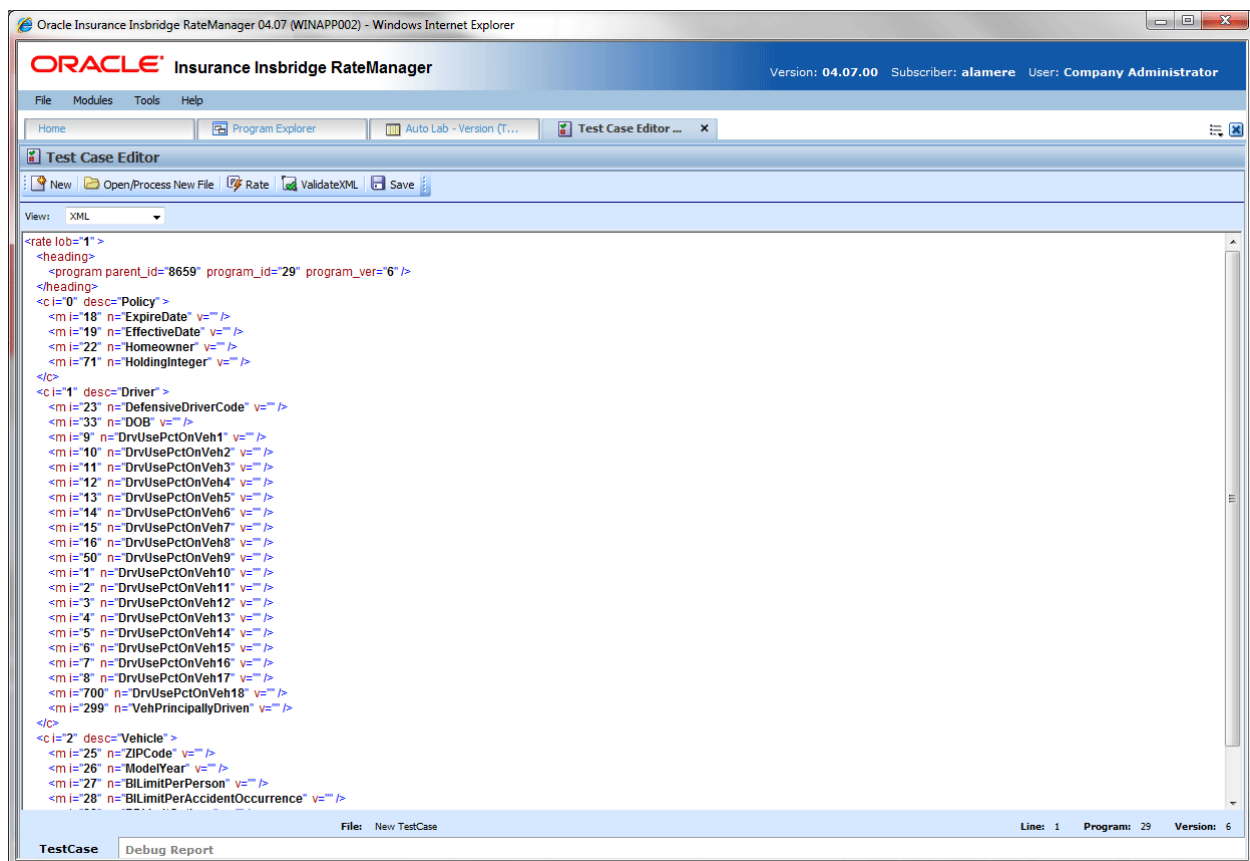 Oracle Insurance Insbridge RateManager 04.07 (WINAPP002) - Windows Internet Explorer
ORACLE Insurance Insbridge RateManager
Version: 04.07.00 Subscriber: alamere User: Company Administrator
File Modules Tools Help
Home Program Explorer Auto Lab - Version (T... Test Case Editor ... x
Test Case Editor
New Open/Process New File Rate ValidateXML Save
View: XML
<rate lob="1" >
<heading>
<program parent_id="8659" program_id="29" program_ver="6" />
</heading>
<c i="0" desc="Policy" >
<m i="18" n="ExpireDate" v="" />
<m i="19" n="EffectiveDate" v="" />
<m i="22" n="Homeowner" v="" />
<m i="71" n="HoldingInteger" v="" />
</c>
<c i="1" desc="Driver" >
<m i="23" n="DefensiveDriverCode" v="" />
<m i="33" n="DOB" v="" />
<m i="9" n="DrvUsePctOnVeh1" v="" />
<m i="10" n="DrvUsePctOnVeh2" v="" />
<m i="11" n="DrvUsePctOnVeh3" v="" />
<m i="12" n="DrvUsePctOnVeh4" v="" />
<m i="13" n="DrvUsePctOnVeh5" v="" />
<m i="14" n="DrvUsePctOnVeh6" v="" />
<m i="15" n="DrvUsePctOnVeh7" v="" />
<m i="16" n="DrvUsePctOnVeh8" v="" />
<m i="50" n="DrvUsePctOnVeh9" v="" />
<m i="1" n="DrvUsePctOnVeh10" v="" />
<m i="2" n="DrvUsePctOnVeh11" v="" />
<m i="3" n="DrvUsePctOnVeh12" v="" />
<m i="4" n="DrvUsePctOnVeh13" v="" />
<m i="5" n="DrvUsePctOnVeh14" v="" />
<m i="6" n="DrvUsePctOnVeh15" v="" />
<m i="7" n="DrvUsePctOnVeh16" v="" />
<m i="8" n="DrvUsePctOnVeh17" v="" />
<m i="700" n="DrvUsePctOnVeh18" v="" />
<m i="299" n="VehPrincipallyDriven" v="" />
</c>
<c i="2" desc="Vehicle" >
<m i="25" n="ZIPCode" v="" />
<m i="26" n="ModelYear" v="" />
<m i="27" n="BILimitPerPerson" v="" />
<m i="28" n="BILimitPerAccidentOccurrence" v="" />
File: New TestCase Line: 1 Program: 29 Version: 6
TestCase Debug Report